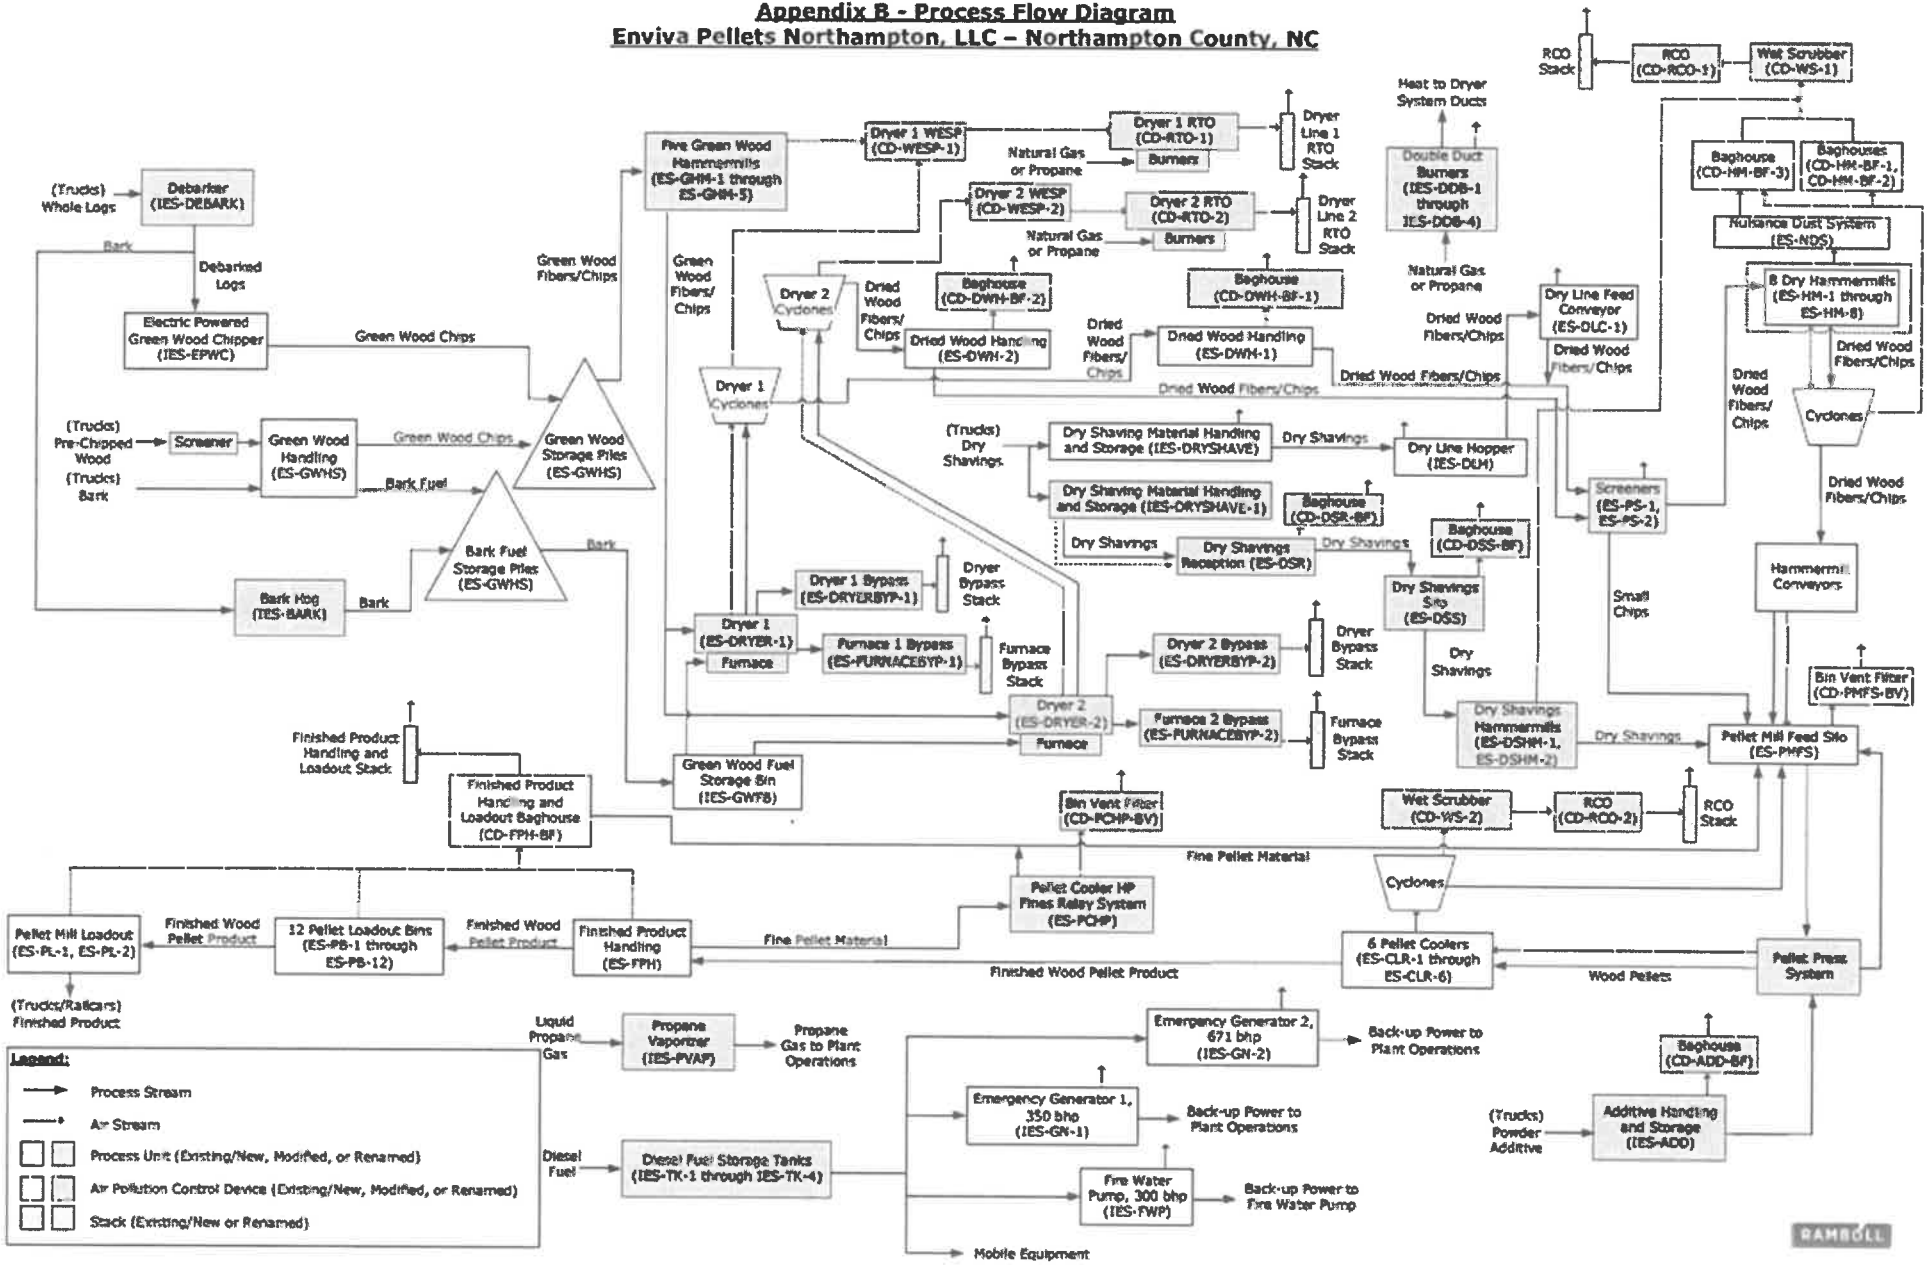 Appendix B - Process Flow Diagram
Enviva Pellets Northampton, LLC – Northampton County, NC
RCO
Stack
RCO
(CD-RCO-1)
Wet Scrubber
(CD-WS-1)
Heat to Dryer
System Ducts
Baghouse
(CD-HM-BF-3)
Baghouses
(CD-HM-BF-1,
CD-HM-BF-2)
Nuisance Dust System
(ES-NDS)
8 Dry Hammermills
(ES-HM-1 through
ES-HM-8)
Dried Wood
Fibers/Chips
Cyclones
Dried Wood
Fibers/Chips
Hammermill
Conveyors
Double Duct
Burners
(IES-DDB-1
through
IES-DDB-4)
Natural Gas
or Propane
(Trucks)
Whole Logs
Debarker
(IES-DEBARK)
Bark
Debarked
Logs
Electric Powered
Green Wood Chipper
(IES-EPWC)
Green Wood Chips
(Trucks)
Pre-Chipped
Wood
(Trucks)
Bark
Screener
Green Wood
Handling
(ES-GWHS)
Green Wood Chips
Bark Fuel
Green Wood
Storage Piles
(ES-GWHS)
Bark Fuel
Storage Piles
(ES-GWHS)
Bark
Bark Hog
(IES-BARK)
Bark
Green Wood
Fibers/Chips
Five Green Wood
Hammermills
(ES-GHM-1 through
ES-GHM-5)
Green
Wood
Fibers/
Chips
Dryer 1 WESP
(CD-WESP-1)
Dryer 1 RTO
(CD-RTO-1)
Burners
Natural Gas
or Propane
Dryer
Line 1
RTO
Stack
Dryer 2 WESP
(CD-WESP-2)
Dryer 2 RTO
(CD-RTO-2)
Burners
Natural Gas
or Propane
Dryer
Line 2
RTO
Stack
Dryer 2
Cyclones
Dried
Wood
Fibers/
Chips
Baghouse
(CD-DWH-BF-2)
Dried Wood Handling
(ES-DWH-2)
Dried
Wood
Fibers/
Chips
Baghouse
(CD-DWH-BF-1)
Dried Wood Handling
(ES-DWH-1)
Dryer 1
Cyclones
Dried Wood Fibers/Chips
Dried Wood Fibers/Chips
Dried Wood
Fibers/Chips
Dry Line Feed
Conveyor
(ES-DLC-1)
Dried Wood
Fibers/Chips
Dried
Wood
Fibers/
Chips
(Trucks)
Dry
Shavings
Dry Shaving Material Handling
and Storage (IES-DRYSHAVE)
Dry Shavings
Dry Line Hopper
(IES-DLH)
Dry Shaving Material Handling
and Storage (IES-DRYSHAVE-1)
Baghouse
(CD-DSR-BF)
Dry Shavings
Dry Shavings
Reception (ES-DSR)
Dry Shavings
Baghouse
(CD-DSS-BF)
Dry Shavings
Silo
(ES-DSS)
Dry
Shavings
Dry Shavings
Hammermills
(ES-DSHM-1,
ES-DSHM-2)
Dry Shavings
Screeners
(ES-PS-1,
ES-PS-2)
Small
Chips
Bin Vent Filter
(CD-PMFS-BV)
Pellet Mill Feed Silo
(ES-PMFS)
Dryer 1 Bypass
(ES-DRYERBYP-1)
Dryer
Bypass
Stack
Dryer 1
(ES-DRYER-1)
Furnace
Furnace 1 Bypass
(ES-FURNACEBYP-1)
Furnace
Bypass
Stack
Dryer 2 Bypass
(ES-DRYERBYP-2)
Dryer
Bypass
Stack
Dryer 2
(ES-DRYER-2)
Furnace
Furnace 2 Bypass
(ES-FURNACEBYP-2)
Furnace
Bypass
Stack
Green Wood Fuel
Storage Bin
(IES-GWFB)
Finished Product
Handling and
Loadout Stack
Finished Product
Handling and
Loadout Baghouse
(CD-FPH-BF)
Bin Vent Filter
(CD-PCHP-BV)
Wet Scrubber
(CD-WS-2)
RCO
(CD-RCO-2)
RCO
Stack
Fine Pellet Material
Cyclones
Pellet Cooler HP
Fines Relay System
(ES-PCHP)
Pellet Mill Loadout
(ES-PL-1, ES-PL-2)
Finished Wood
Pellet Product
12 Pellet Loadout Bins
(ES-PB-1 through
ES-PB-12)
Finished Wood
Pellet Product
Finished Product
Handling
(ES-FPH)
Fine Pellet Material
Finished Wood Pellet Product
6 Pellet Coolers
(ES-CLR-1 through
ES-CLR-6)
Wood Pellets
Pellet Press
System
(Trucks/Railcars)
Finished Product
Liquid
Propane
Gas
Propane
Vaporizer
(IES-PVAP)
Propane
Gas to Plant
Operations
Emergency Generator 2,
671 bhp
(IES-GN-2)
Back-up Power to
Plant Operations
Emergency Generator 1,
350 bhp
(IES-GN-1)
Back-up Power to
Plant Operations
Diesel
Fuel
Diesel Fuel Storage Tanks
(IES-TK-1 through IES-TK-4)
Fire Water
Pump, 300 bhp
(IES-FWP)
Back-up Power to
Fire Water Pump
Mobile Equipment
Baghouse
(CD-ADD-BF)
(Trucks)
Powder
Additive
Additive Handling
and Storage
(IES-ADD)
Legend:
Process Stream
Air Stream
Process Unit (Existing/New, Modified, or Renamed)
Air Pollution Control Device (Existing/New, Modified, or Renamed)
Stack (Existing/New or Renamed)
RAMBOLL